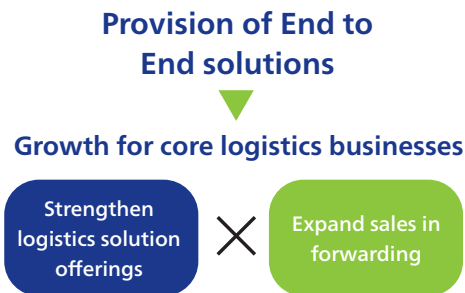 Provision of End to
End solutions
Growth for core logistics businesses
Strengthen
logistics solution
offerings
Expand sales in
forwarding